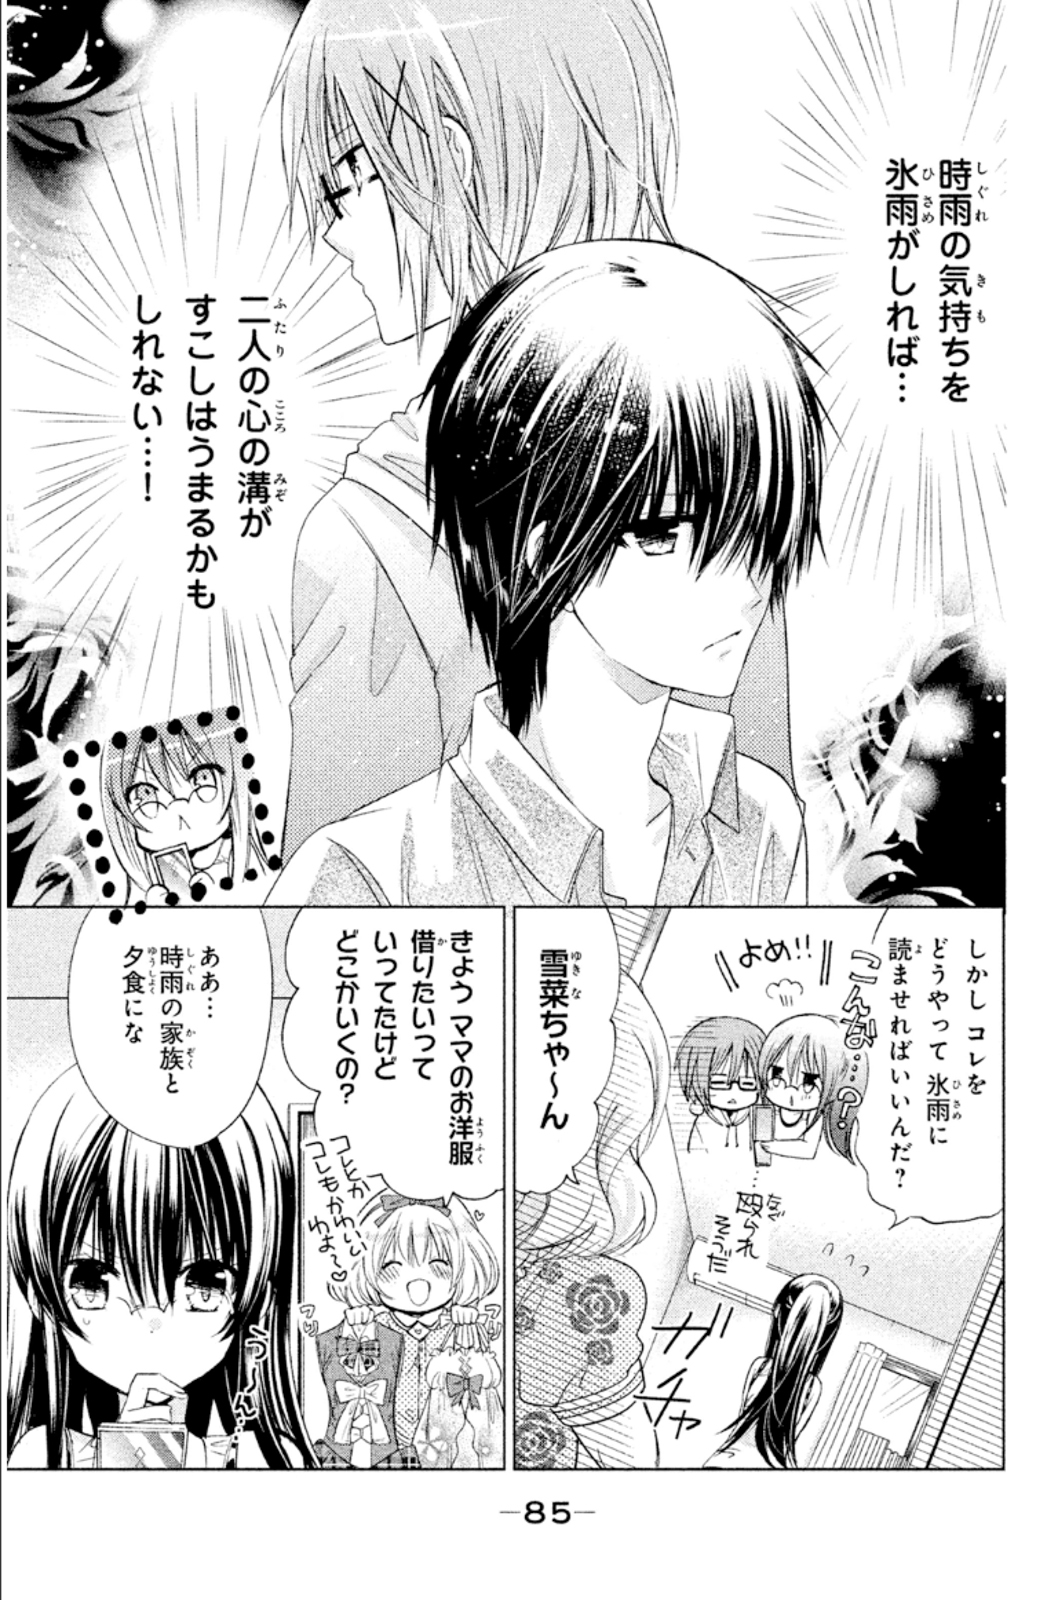 時雨の気持ちを
氷雨がしれば…
二人の心の溝が
すこしはうまるかも
しれない…！
しかし コレを
どうやって 氷雨に
読ませればいいんだ？
よめ!!
こんな…‥?
…殴られ
そうだ
ガチャ
雪菜ちゃ～ん
きょう ママのお洋服
借りたいって
いってたけど
どこかいくの？
コレとか
コレもかわいい
わよ～♡
フリ
フリ
ああ…
時雨の家族と
夕食にな
う～ん…
—85—